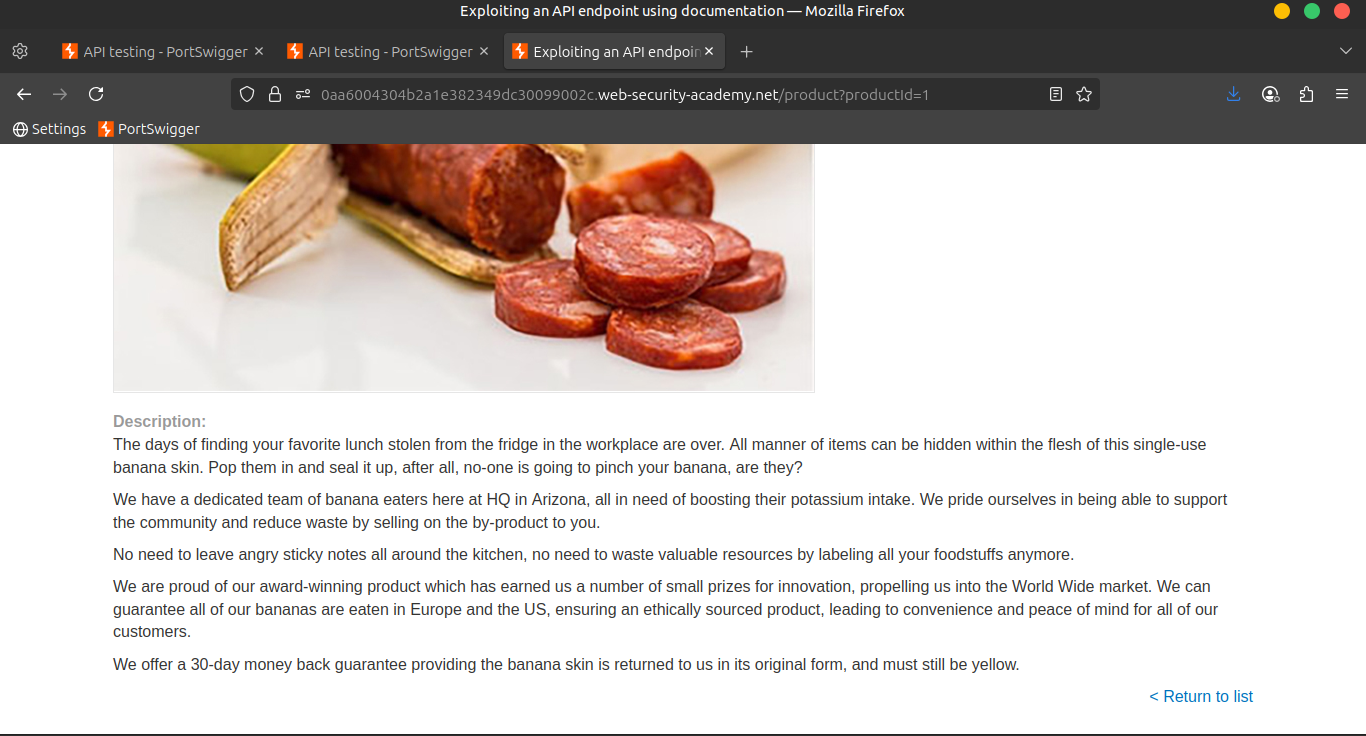 Exploiting an API endpoint using documentation — Mozilla Firefox
API testing - PortSwigger
API testing - PortSwigger
Exploiting an API endpoin
0aa6004304b2a1e382349dc30099002c.web-security-academy.net/product?productId=1
Settings
PortSwigger
Description:
The days of finding your favorite lunch stolen from the fridge in the workplace are over. All manner of items can be hidden within the flesh of this single-use
banana skin. Pop them in and seal it up, after all, no-one is going to pinch your banana, are they?
We have a dedicated team of banana eaters here at HQ in Arizona, all in need of boosting their potassium intake. We pride ourselves in being able to support
the community and reduce waste by selling on the by-product to you.
No need to leave angry sticky notes all around the kitchen, no need to waste valuable resources by labeling all your foodstuffs anymore.
We are proud of our award-winning product which has earned us a number of small prizes for innovation, propelling us into the World Wide market. We can
guarantee all of our bananas are eaten in Europe and the US, ensuring an ethically sourced product, leading to convenience and peace of mind for all of our
customers.
We offer a 30-day money back guarantee providing the banana skin is returned to us in its original form, and must still be yellow.
< Return to list